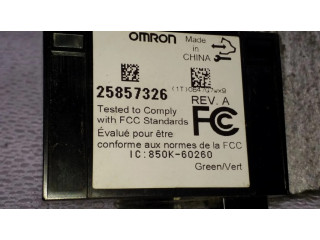 OMRON
Made in CHINA
25857326
REV. A
Tested to Comply
with FCC Standards
FC
Évalué pour être
conforme aux normes de la FCC
IC:850K-60260
Green/Vert